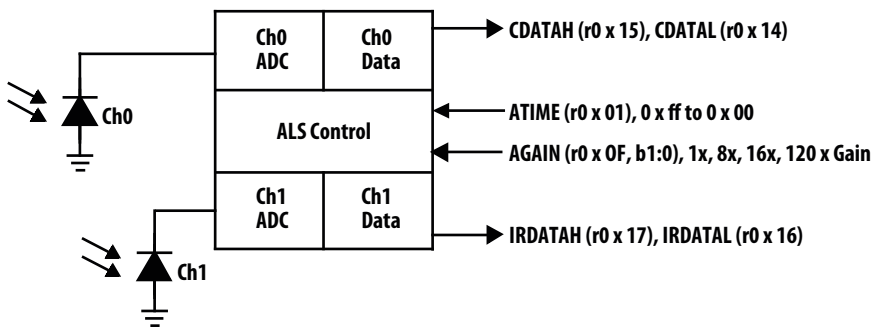 Ch0
ADC
Ch0
Data
CDATAH (r0 x 15), CDATAL (r0 x 14)
Ch0
ALS Control
ATIME (r0 x 01), 0 x ff to 0 x 00
AGAIN (r0 x OF, b1:0), 1x, 8x, 16x, 120 x Gain
Ch1
ADC
Ch1
Data
IRDATAH (r0 x 17), IRDATAL (r0 x 16)
Ch1